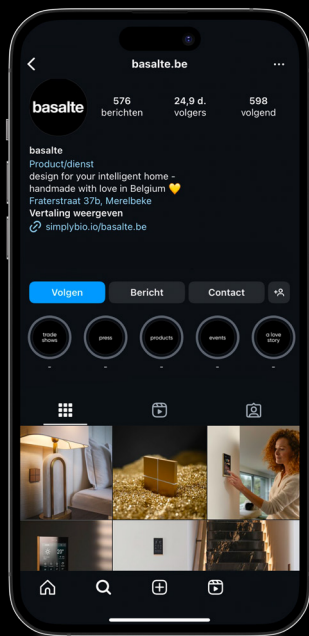 basalte.be
basalte
576 24,9 d. 598
berichten volgers volgend
basalte
Product/dienst
design for your intelligent home -
handmade with love in Belgium 💛
Fraterstraat 37b, Merelbeke
Vertaling weergeven
simplybio.io/basalte.be
Volgen Bericht Contact
trade shows
press
products
events
a love story
- - - - -